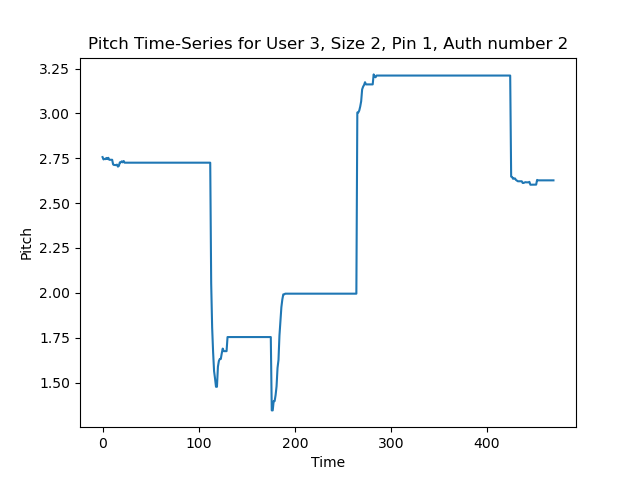 Pitch Time-Series for User 3, Size 2, Pin 1, Auth number 2
3.25
3.00
2.75
2.50
2.25
2.00
1.75
1.50
Pitch
0 100 200 300 400
Time